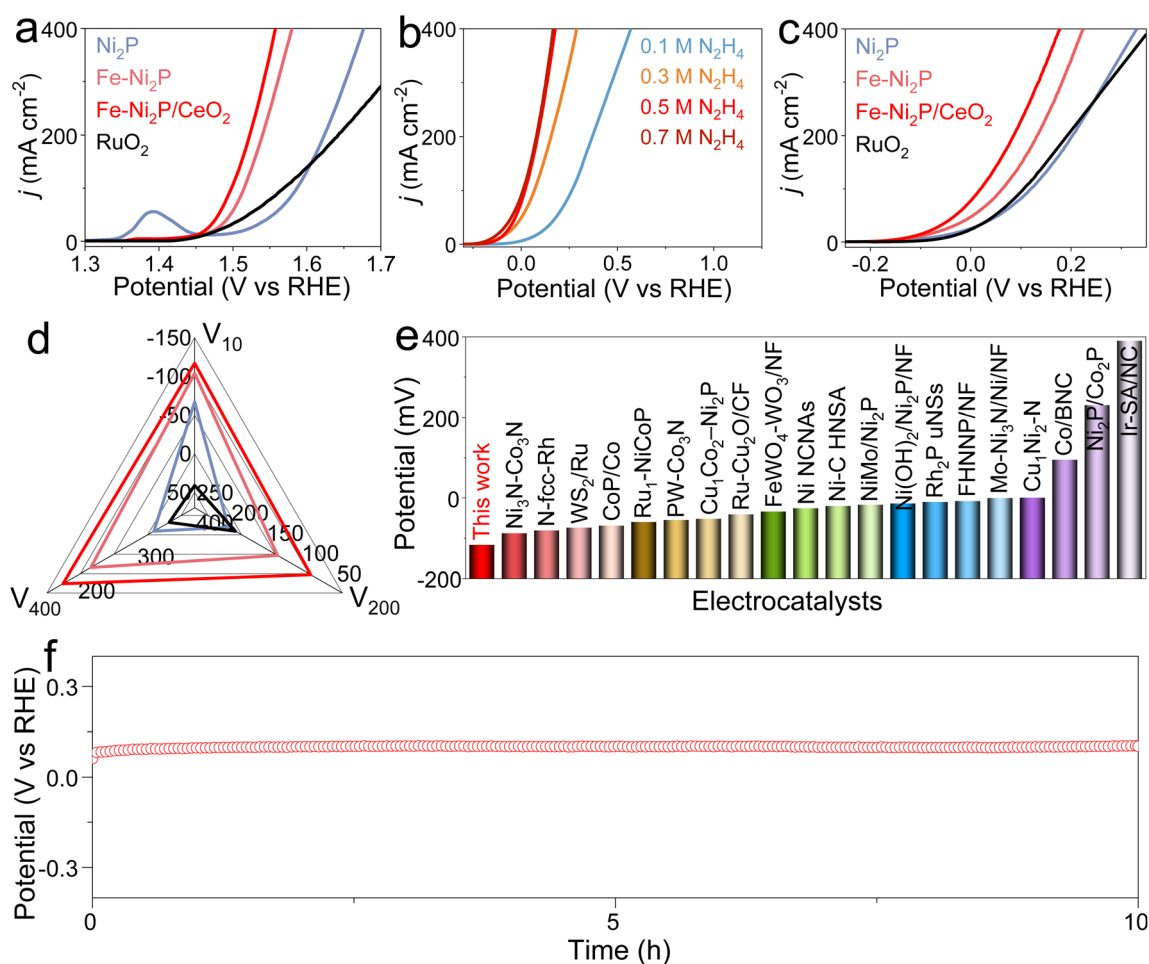 a
400
200
0
j (mA cm⁻²)
Ni₂P
Fe-Ni₂P
Fe-Ni₂P/CeO₂
RuO₂
1.3 1.4 1.5 1.6 1.7
Potential (V vs RHE)
b
400
200
0
j (mA cm⁻²)
0.1 M N₂H₄
0.3 M N₂H₄
0.5 M N₂H₄
0.7 M N₂H₄
0.0 0.5 1.0
Potential (V vs RHE)
c
400
200
0
j (mA cm⁻²)
Ni₂P
Fe-Ni₂P
Fe-Ni₂P/CeO₂
RuO₂
-0.2 0.0 0.2
Potential (V vs RHE)
d
V₁₀
-150
-100
-50
0
50
250
200
150
100
50
400
300
200
V₄₀₀
V₂₀₀
e
400
200
0
-200
Potential (mV)
This work
Ni₃N-Co₃N
N-fcc-Rh
WS₂/Ru
CoP/Co
Ru₁-NiCoP
PW-Co₃N
Cu₁Co₂–Ni₂P
Ru-Cu₂O/CF
FeWO₄-WO₃/NF
Ni NCNAs
Ni-C HNSA
NiMo/Ni₂P
Ni(OH)₂/Ni₂P/NF
Rh₂P uNSs
FHNNP/NF
Mo-Ni₃N/Ni/NF
Cu₁Ni₂-N
Co/BNC
Ni₂P/Co₂P
Ir-SA/NC
Electrocatalysts
f
0.3
0.0
-0.3
Potential (V vs RHE)
0 5 10
Time (h)